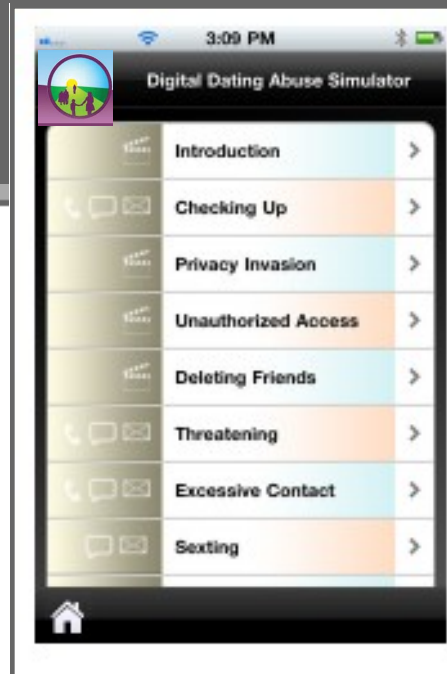 3:09 PM
Digital Dating Abuse Simulator
Introduction
Checking Up
Privacy Invasion
Unauthorized Access
Deleting Friends
Threatening
Excessive Contact
Sexting